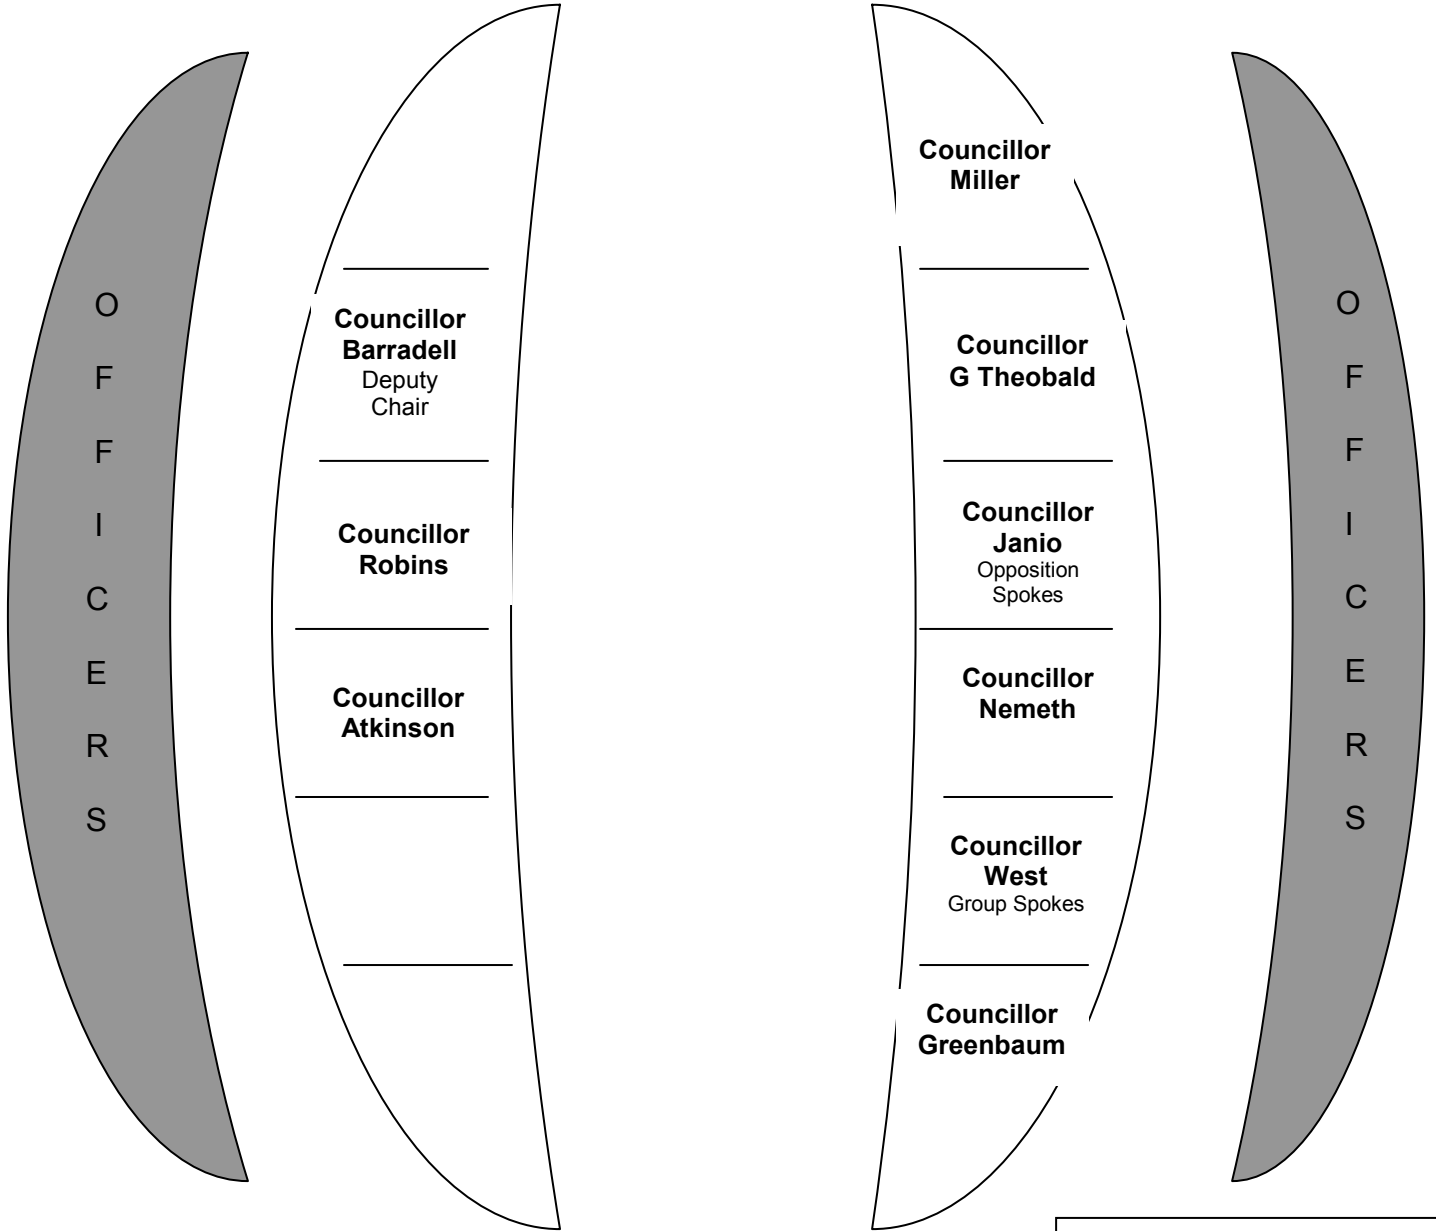 O
F
F
I
C
E
R
S
Councillor
Barradell
Deputy
Chair
Councillor
Robins
Councillor
Atkinson
Councillor
Miller
Councillor
G Theobald
Councillor
Janio
Opposition
Spokes
Councillor
Nemeth
Councillor
West
Group Spokes
Councillor
Greenbaum
O
F
F
I
C
E
R
S